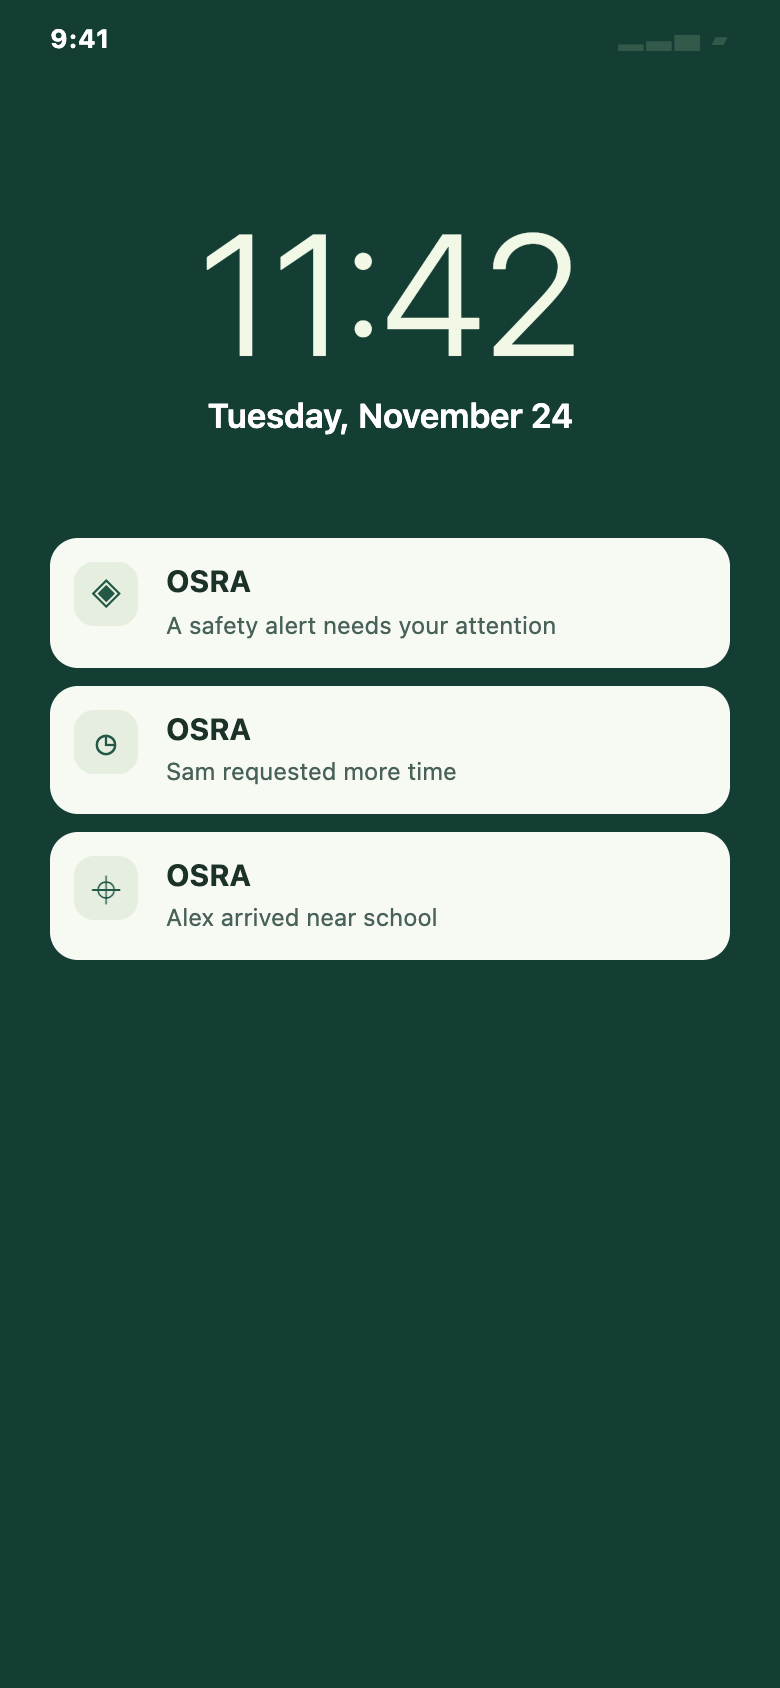 9:41
11:42
Tuesday, November 24
OSRA
A safety alert needs your attention
OSRA
Sam requested more time
OSRA
Alex arrived near school